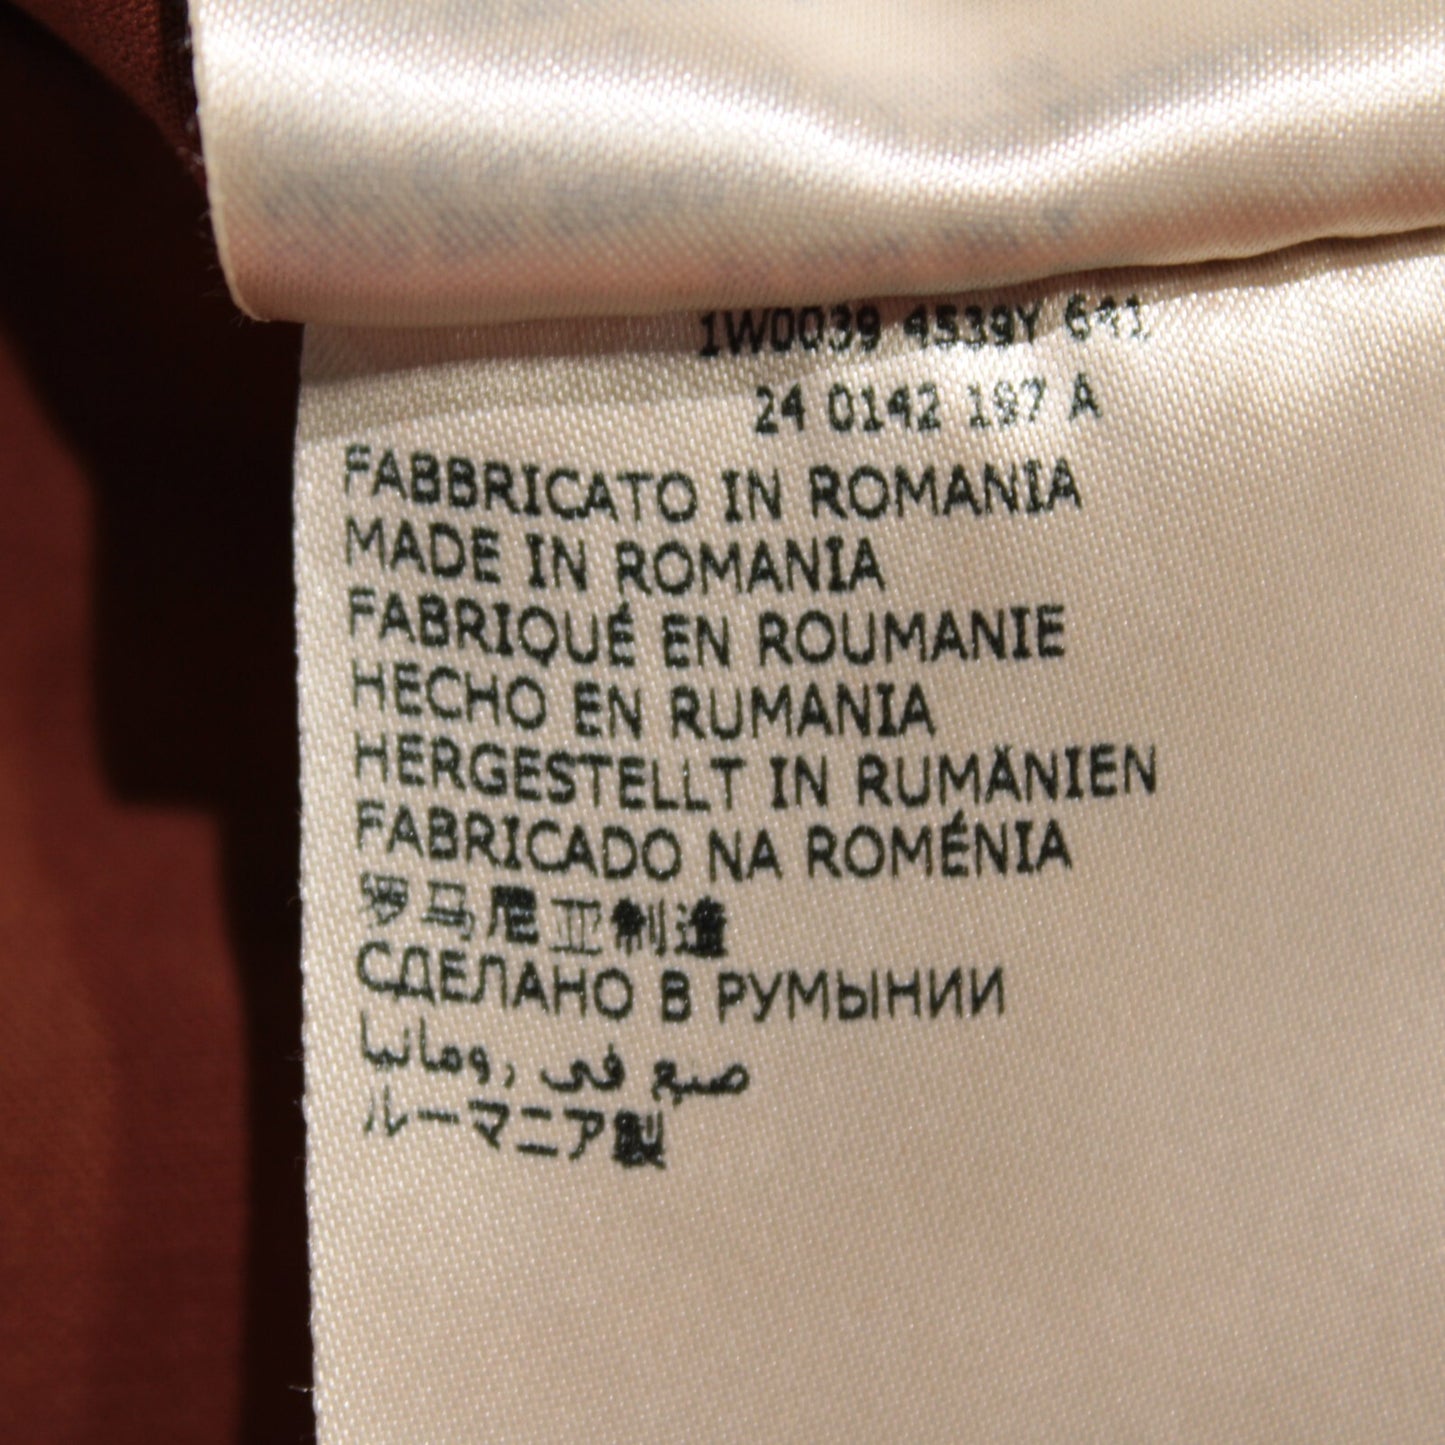 1W0039 4539Y 641
24 0142 197 A
FABBRICATO IN ROMANIA
MADE IN ROMANIA
FABRIQUÉ EN ROUMANIE
HECHO EN RUMANIA
HERGESTELLT IN RUMÄNIEN
FABRICADO NA ROMÉNIA
罗马尼亚制造
СДЕЛАНО В РУМЫНИИ
صنع في رومانيا
ルーマニア製